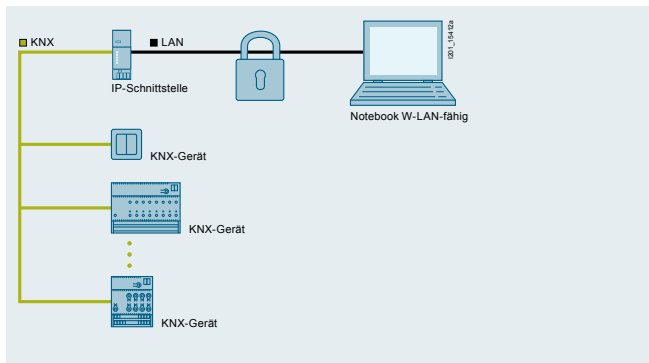 KNX
LAN
I201_15412a
IP-Schnittstelle
Notebook W-LAN-fähig
KNX-Gerät
KNX-Gerät
KNX-Gerät